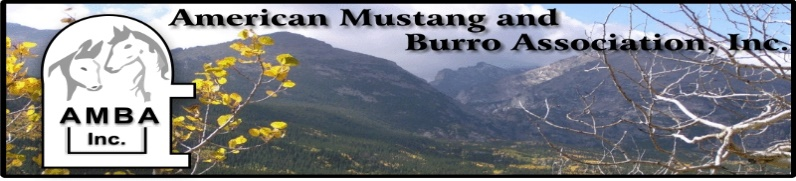 American Mustang and
Burro Association, Inc.
AMBA
Inc.